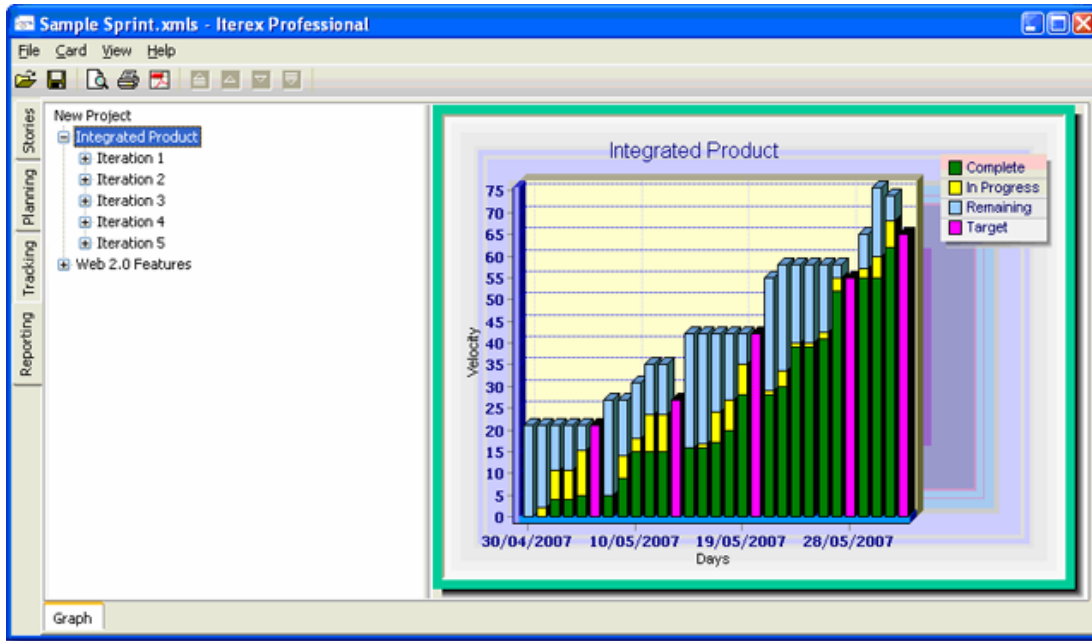 Sample Sprint.xmls - Iterex Professional
File Card View Help
Stories
Planning
Tracking
Reporting
New Project
Integrated Product
Iteration 1
Iteration 2
Iteration 3
Iteration 4
Iteration 5
Web 2.0 Features
Integrated Product
Complete
In Progress
Remaining
Target
Velocity
75
70
65
60
55
50
45
40
35
30
25
20
15
10
5
0
30/04/2007 10/05/2007 19/05/2007 28/05/2007
Days
Graph